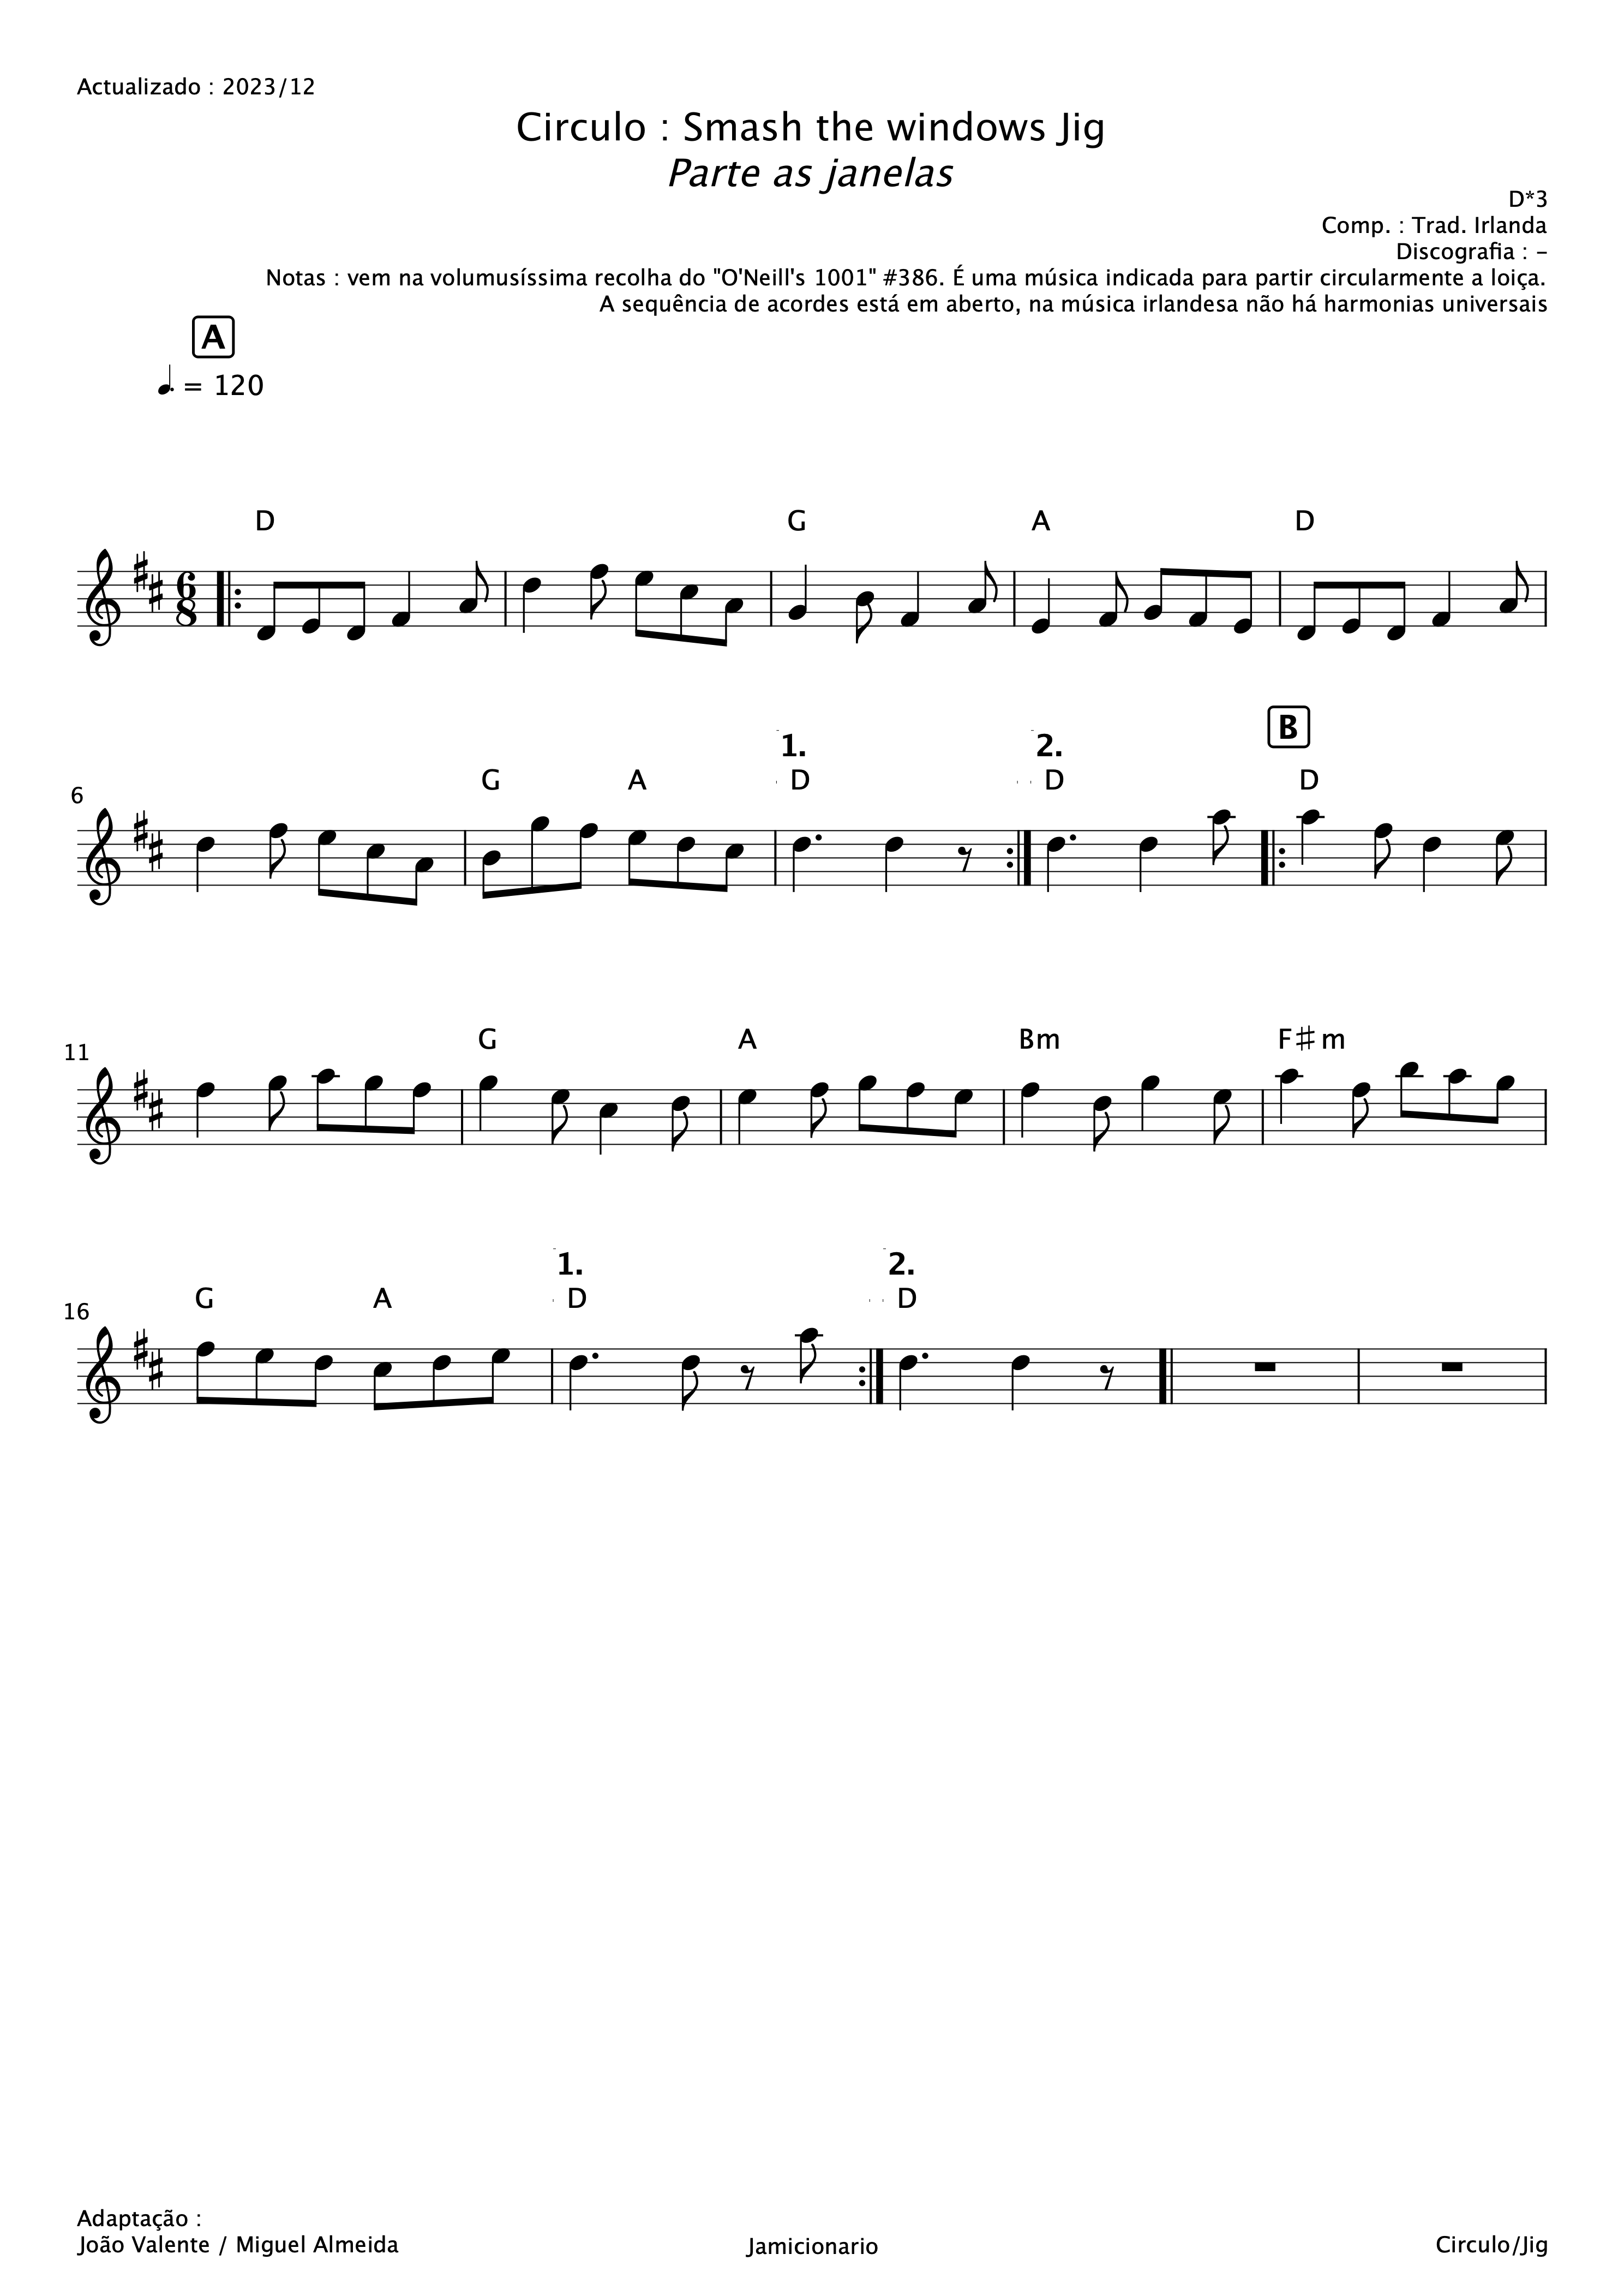 Actualizado : 2023/12
Circulo : Smash the windows Jig
Parte as janelas
D*3
Comp. : Trad. Irlanda
Discografia : -
Notas : vem na volumusíssima recolha do "O'Neill's 1001" #386. É uma música indicada para partir circularmente a loiça.
A sequência de acordes está em aberto, na música irlandesa não há harmonias universais
A
= 120
D G A D
6 8
B
1. 2.
G A D D D
6
G A Bm F♯m
11
1. 2.
G A D D
16
Adaptação :
João Valente / Miguel Almeida
Jamicionario
Circulo/Jig